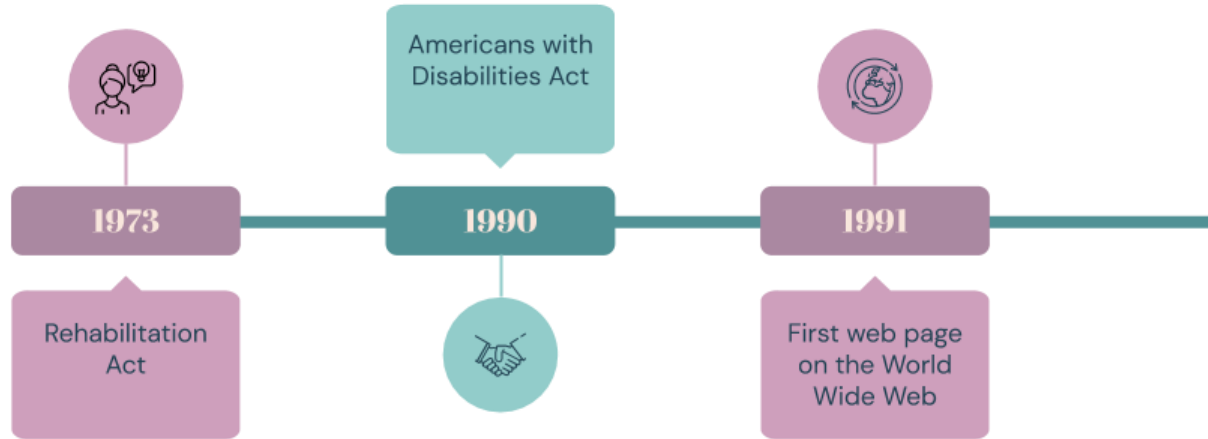 1973
Rehabilitation
Act
Americans with
Disabilities Act
1990
1991
First web page
on the World
Wide Web